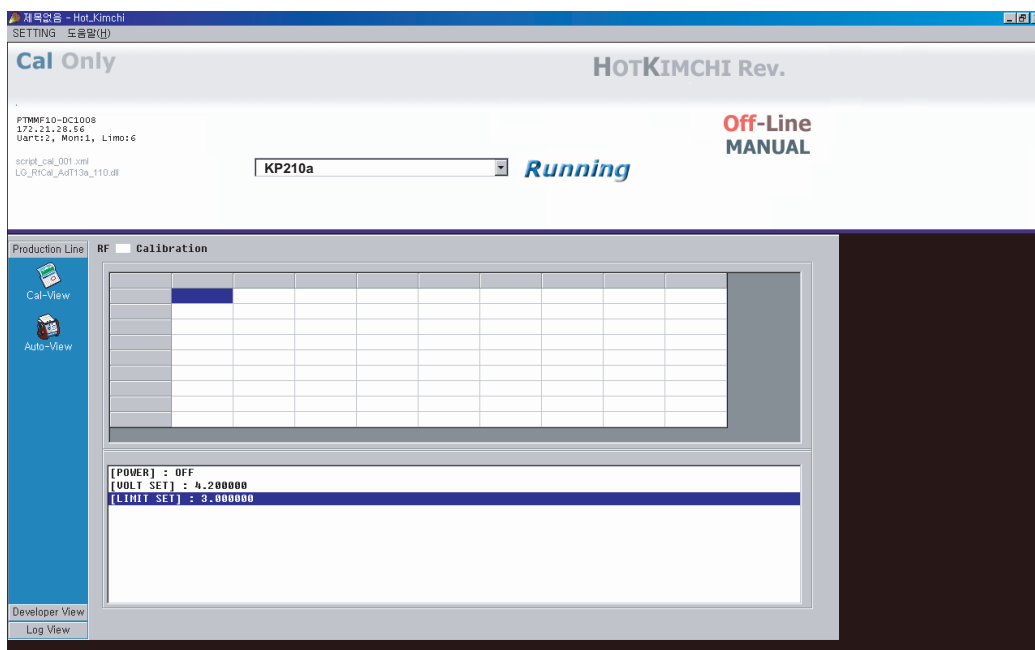 제목없음 - Hot_Kimchi
SETTING 도움말(H)
Cal Only
HOTKIMCHI Rev.
PTMMF10-DC1008
172.21.28.56
Uart:2, Mon:1, Limo:6
Off-Line
MANUAL
script_cal_001.xml
LG_RfCal_AdT13a_110.dll
KP210a
Running
Production Line
RF Calibration
Cal-View
Auto-View
[POWER] : OFF
[VOLT SET] : 4.200000
[LIMIT SET] : 3.000000
Developer View
Log View